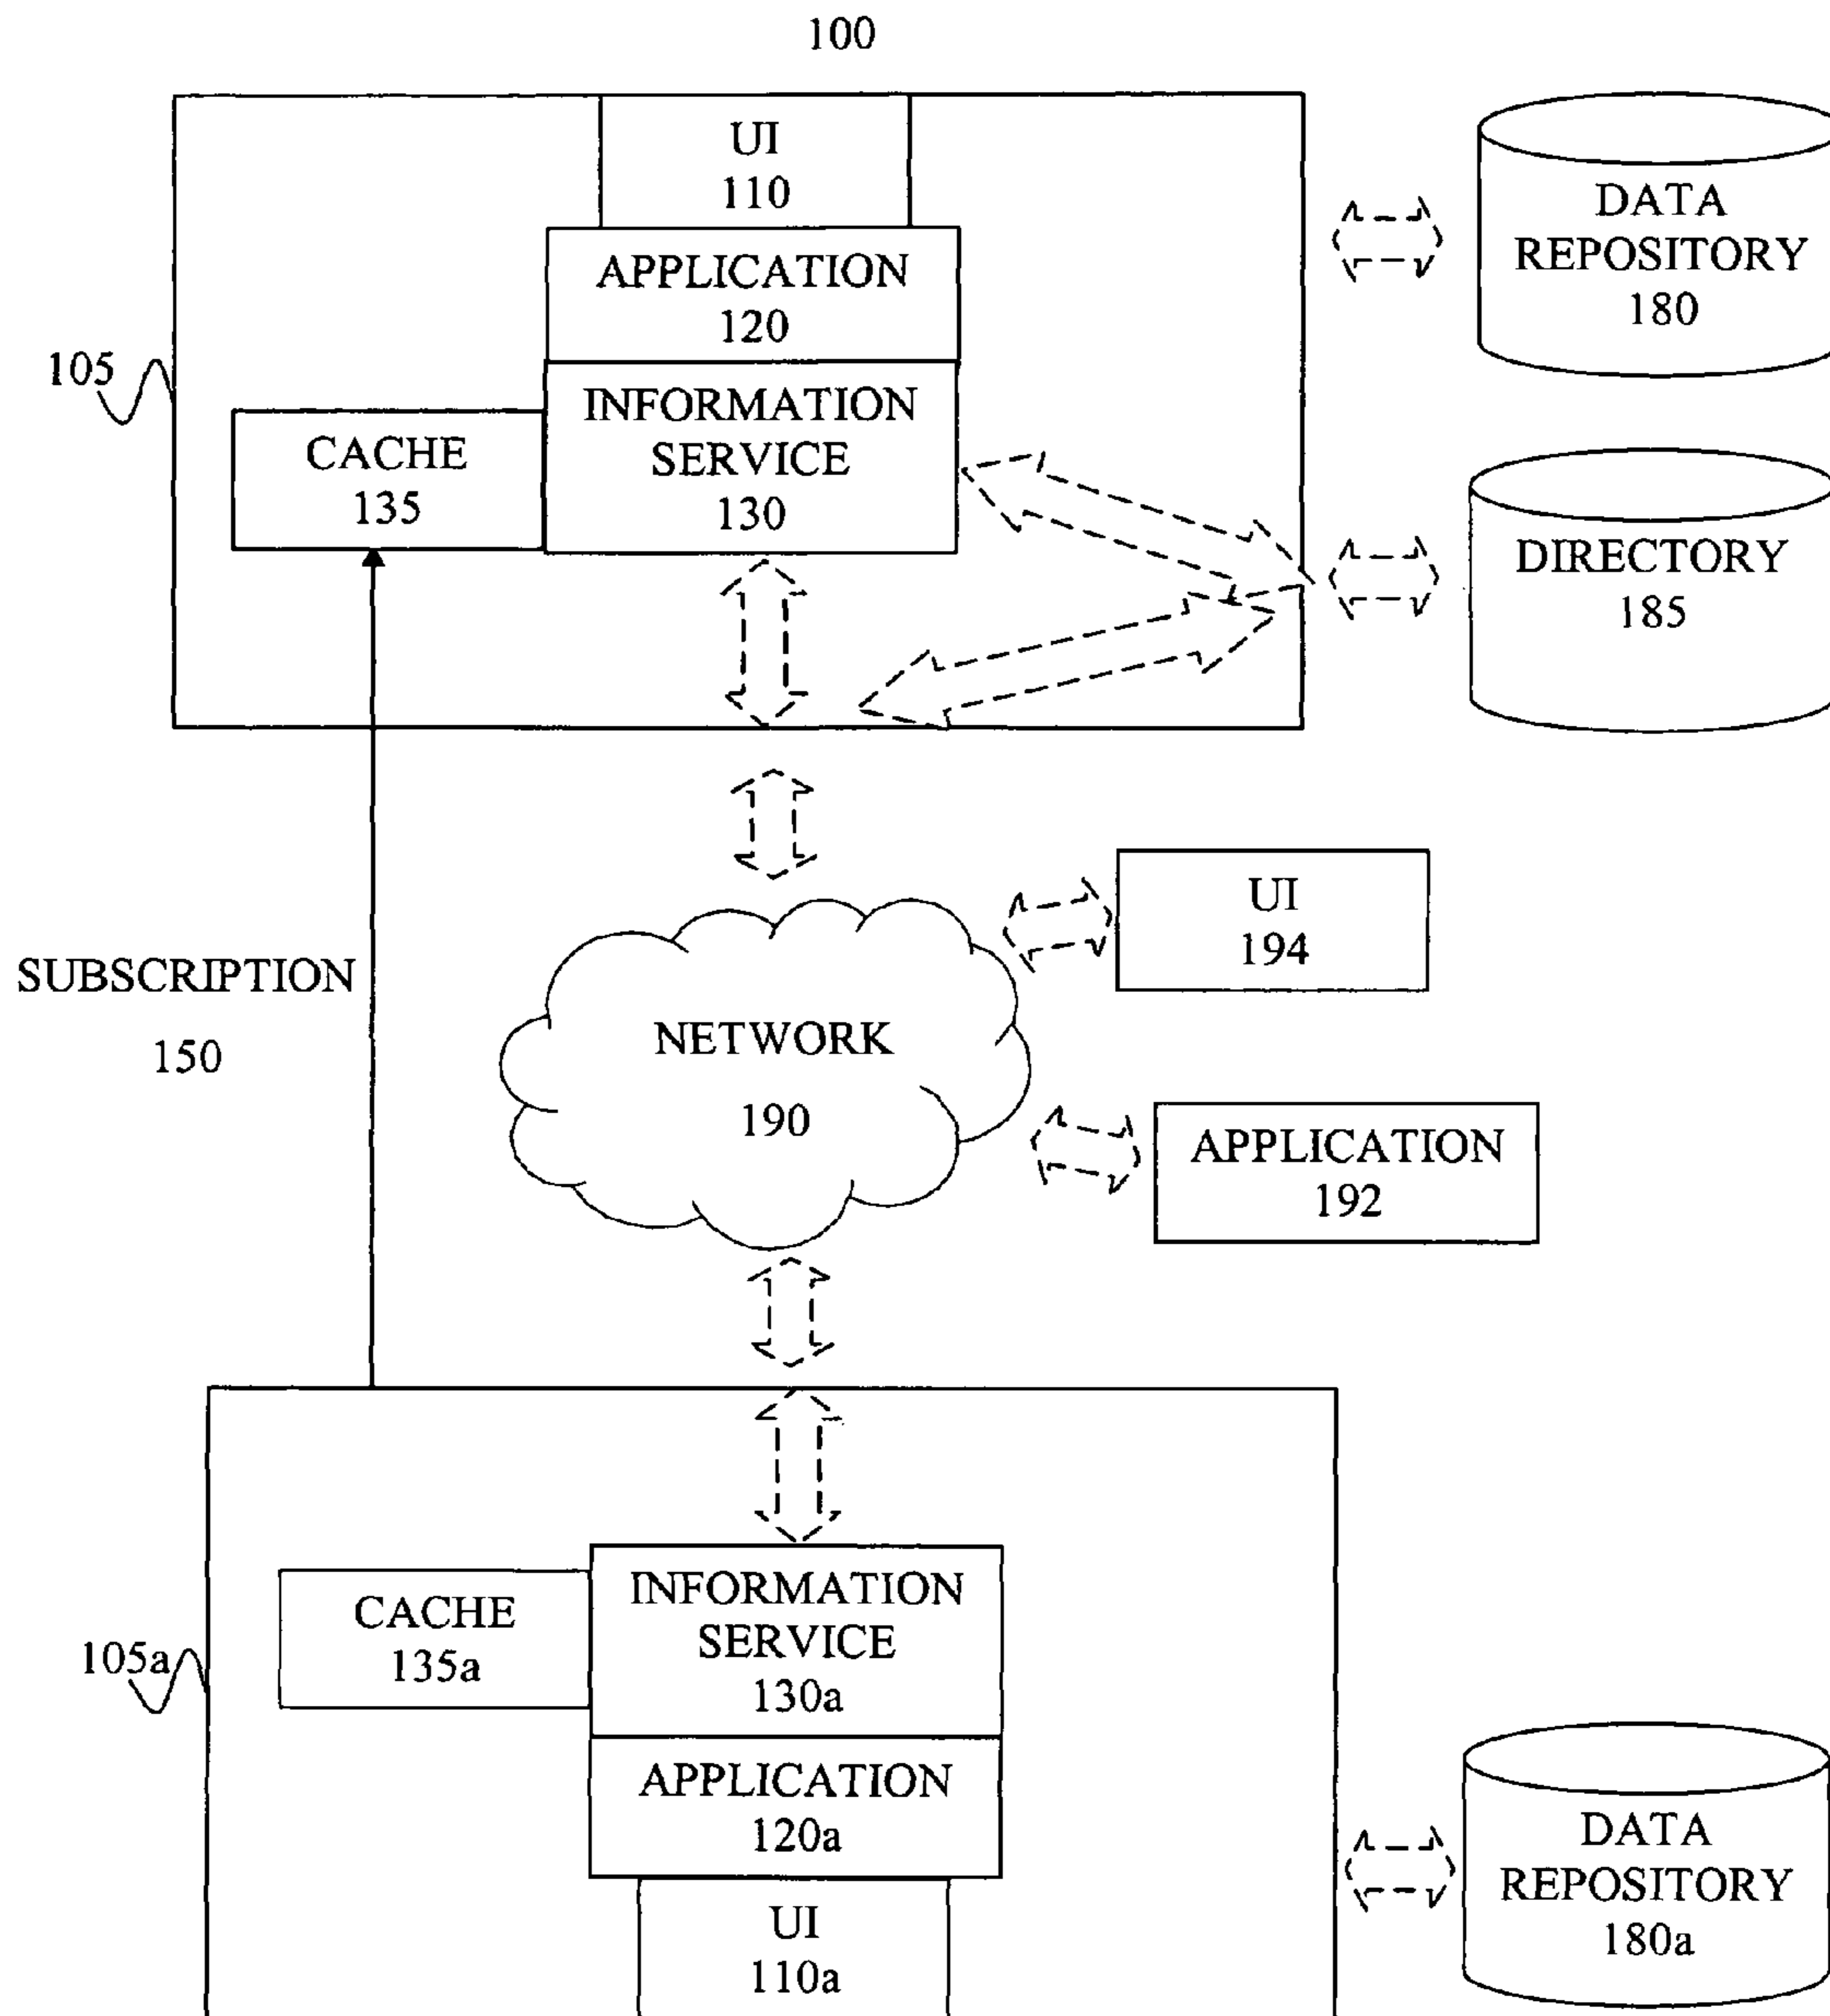 100
UI
110
DATA
REPOSITORY
180
APPLICATION
120
105
INFORMATION
SERVICE
130
CACHE
135
DIRECTORY
185
UI
194
SUBSCRIPTION
150
NETWORK
190
APPLICATION
192
INFORMATION
SERVICE
130a
CACHE
135a
105a
APPLICATION
120a
DATA
REPOSITORY
180a
UI
110a